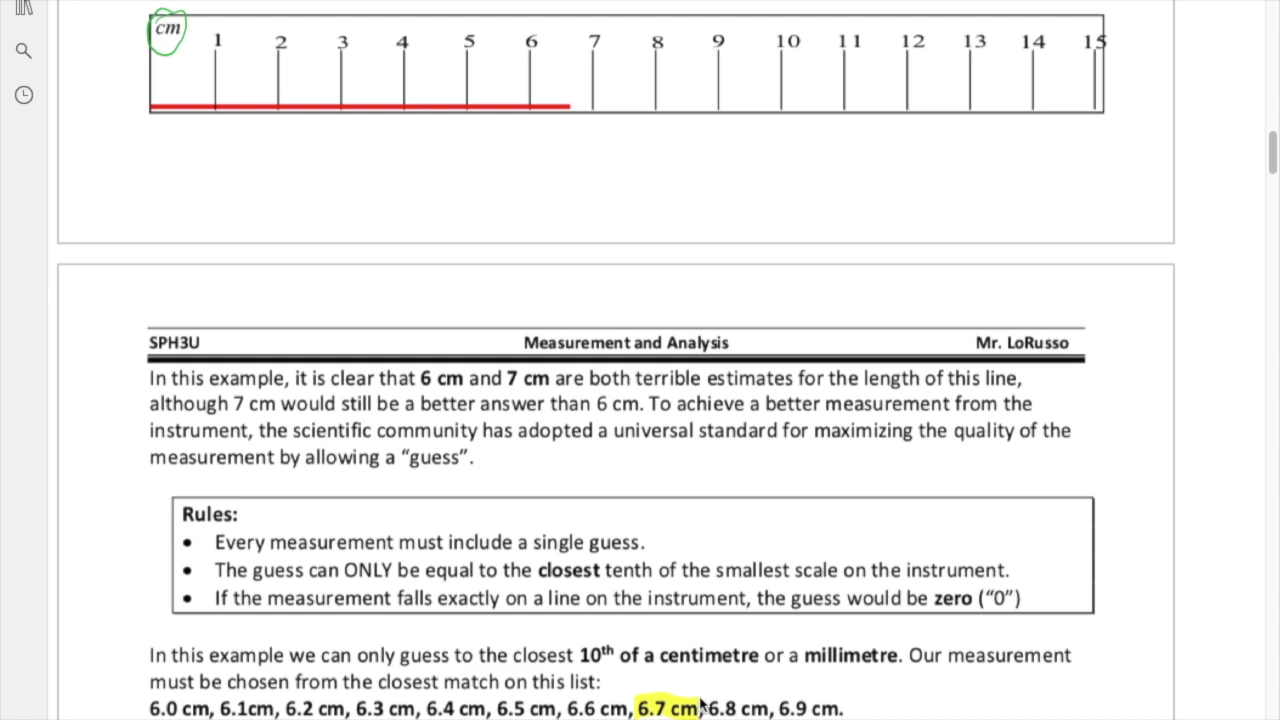 cm
1 2 3 4 5 6 7 8 9 10 11 12 13 14 15
SPH3U Measurement and Analysis Mr. LoRusso
In this example, it is clear that 6 cm and 7 cm are both terrible estimates for the length of this line,
although 7 cm would still be a better answer than 6 cm. To achieve a better measurement from the
instrument, the scientific community has adopted a universal standard for maximizing the quality of the
measurement by allowing a “guess”.
Rules:
• Every measurement must include a single guess.
• The guess can ONLY be equal to the closest tenth of the smallest scale on the instrument.
• If the measurement falls exactly on a line on the instrument, the guess would be zero (“0”)
In this example we can only guess to the closest 10th of a centimetre or a millimetre. Our measurement
must be chosen from the closest match on this list:
6.0 cm, 6.1cm, 6.2 cm, 6.3 cm, 6.4 cm, 6.5 cm, 6.6 cm, 6.7 cm, 6.8 cm, 6.9 cm.